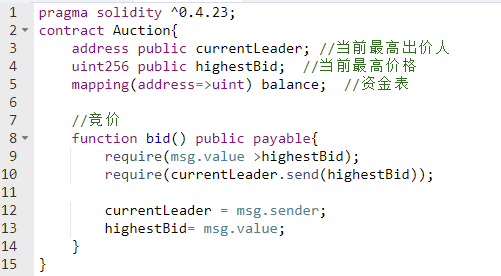 1 pragma solidity ^0.4.23;
2 contract Auction{
3 address public currentLeader; //当前最高出价人
4 uint256 public highestBid; //当前最高价格
5 mapping(address=>uint) balance; //资金表
6
7 //竞价
8 function bid() public payable{
9 require(msg.value >highestBid);
10 require(currentLeader.send(highestBid));
11
12 currentLeader = msg.sender;
13 highestBid= msg.value;
14 }
15 }